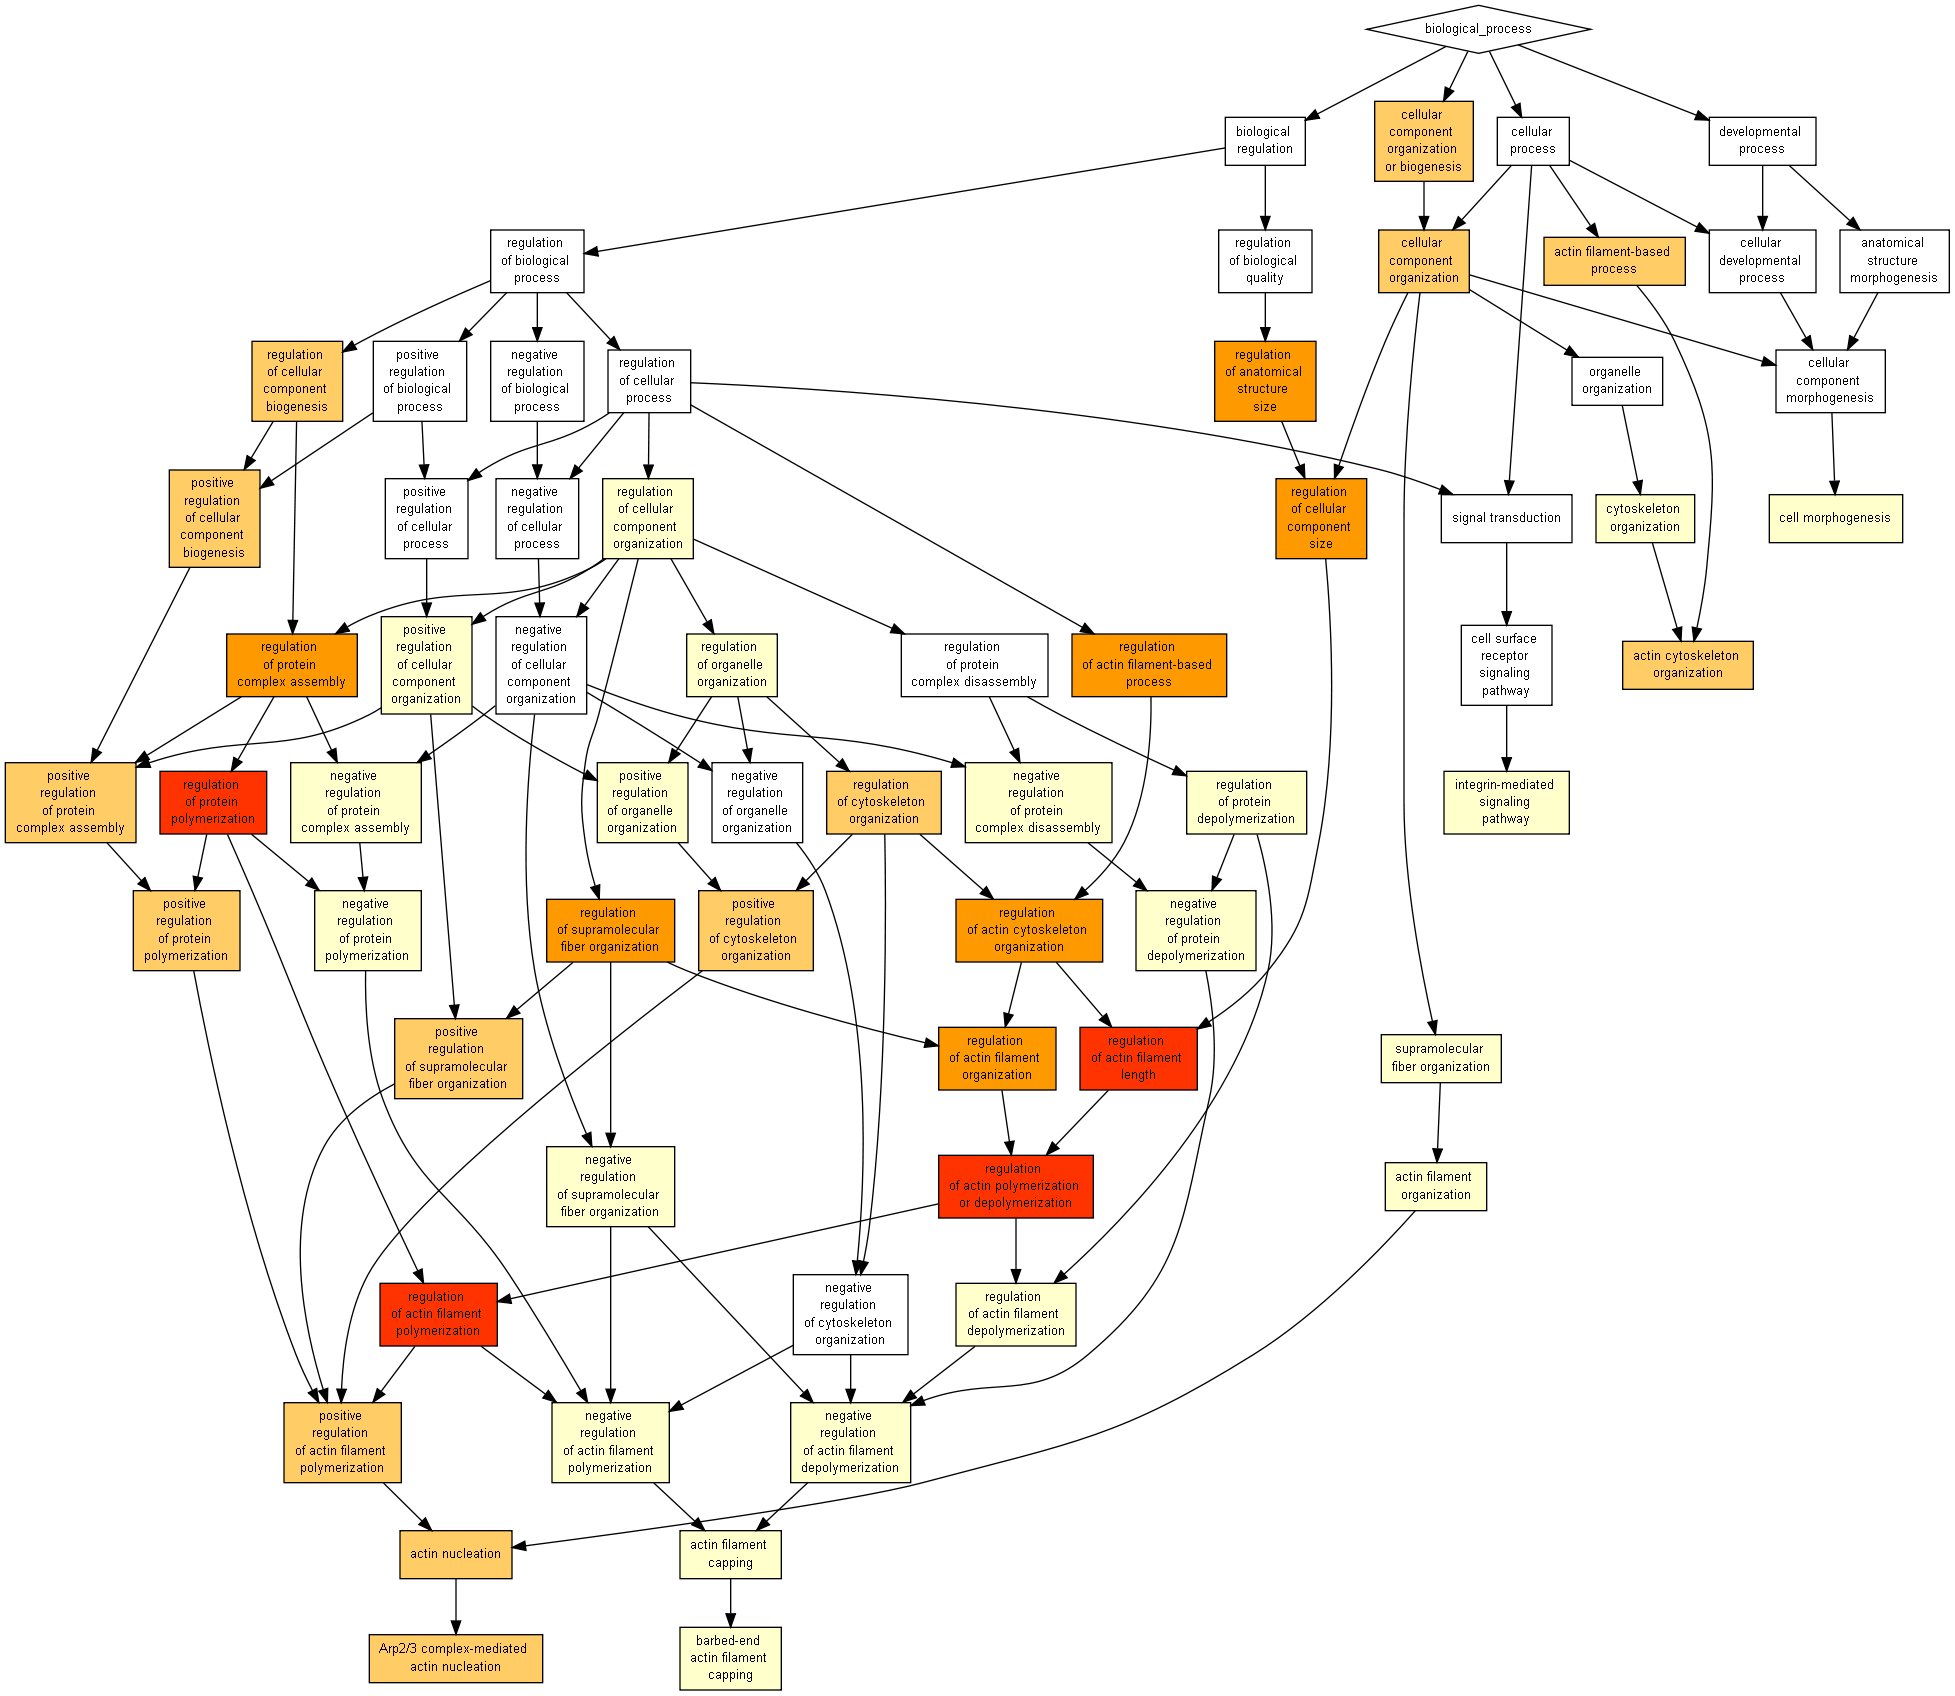 biological_process
cellular
component
organization
or biogenesis
biological
regulation
cellular
process
developmental
process
regulation
of biological
process
regulation
of biological
quality
cellular
component
organization
actin filament-based
process
cellular
developmental
process
anatomical
structure
morphogenesis
regulation
of cellular
component
biogenesis
positive
regulation
of biological
process
negative
regulation
of biological
process
regulation
of cellular
process
regulation
of anatomical
structure
size
organelle
organization
cellular
component
morphogenesis
positive
regulation
of cellular
component
biogenesis
positive
regulation
of cellular
process
negative
regulation
of cellular
process
regulation
of cellular
component
organization
regulation
of cellular
component
size
signal transduction
cytoskeleton
organization
cell morphogenesis
regulation
of protein
complex assembly
positive
regulation
of cellular
component
organization
negative
regulation
of cellular
component
organization
regulation
of organelle
organization
regulation
of protein
complex disassembly
regulation
of actin filament-based
process
cell surface
receptor
signaling
pathway
actin cytoskeleton
organization
positive
regulation
of protein
complex assembly
regulation
of protein
polymerization
negative
regulation
of protein
complex assembly
positive
regulation
of organelle
organization
negative
regulation
of organelle
organization
regulation
of cytoskeleton
organization
negative
regulation
of protein
complex disassembly
regulation
of protein
depolymerization
integrin-mediated
signaling
pathway
positive
regulation
of protein
polymerization
negative
regulation
of protein
polymerization
regulation
of supramolecular
fiber organization
positive
regulation
of cytoskeleton
organization
regulation
of actin cytoskeleton
organization
negative
regulation
of protein
depolymerization
positive
regulation
of supramolecular
fiber organization
regulation
of actin filament
organization
regulation
of actin filament
length
supramolecular
fiber organization
negative
regulation
of supramolecular
fiber organization
regulation
of actin polymerization
or depolymerization
actin filament
organization
regulation
of actin filament
polymerization
negative
regulation
of cytoskeleton
organization
regulation
of actin filament
depolymerization
positive
regulation
of actin filament
polymerization
negative
regulation
of actin filament
polymerization
negative
regulation
of actin filament
depolymerization
actin nucleation
actin filament
capping
Arp2/3 complex-mediated
actin nucleation
barbed-end
actin filament
capping